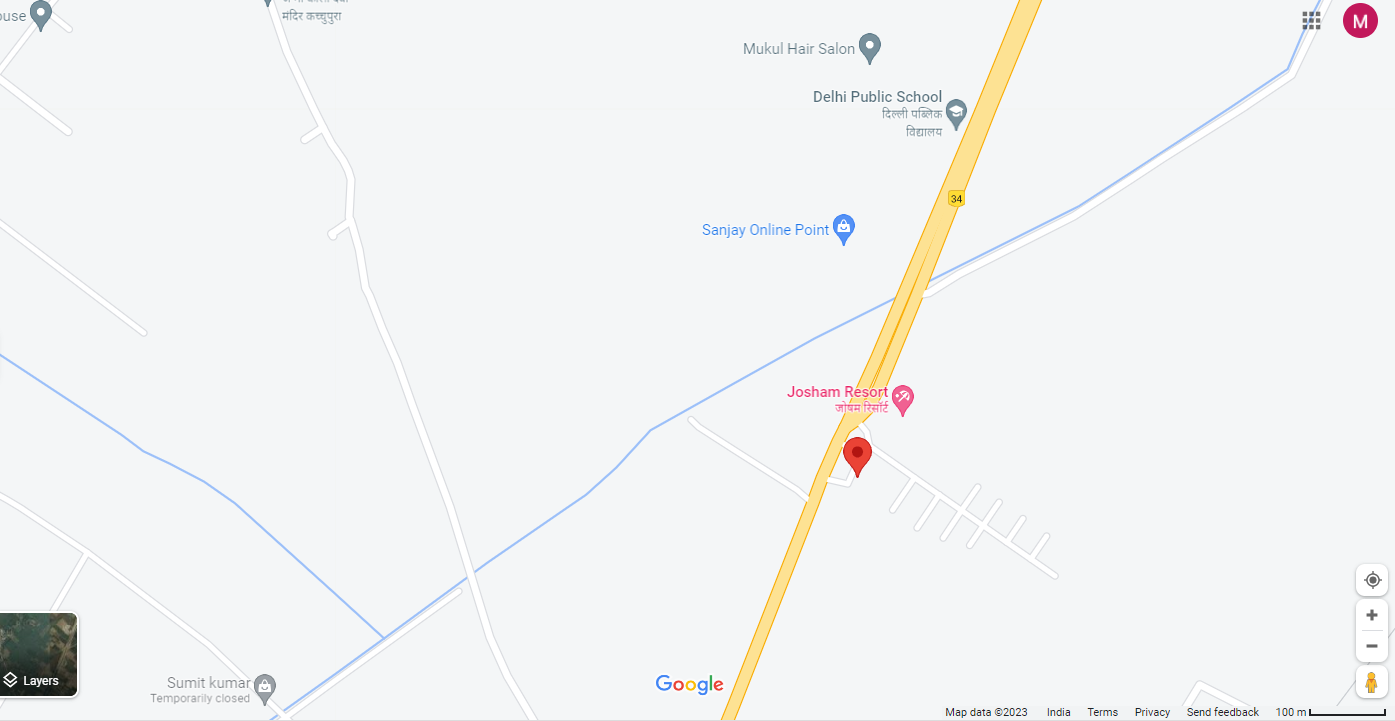 ouse
मंदिर कच्चुपुरा
M
Mukul Hair Salon
Delhi Public School
दिल्ली पब्लिक
विद्यालय
34
Sanjay Online Point
Josham Resort
जोषम रिसॉर्ट
Sumit kumar
Temporarily closed
Layers
Google
Map data ©2023 India Terms Privacy Send feedback 100 m